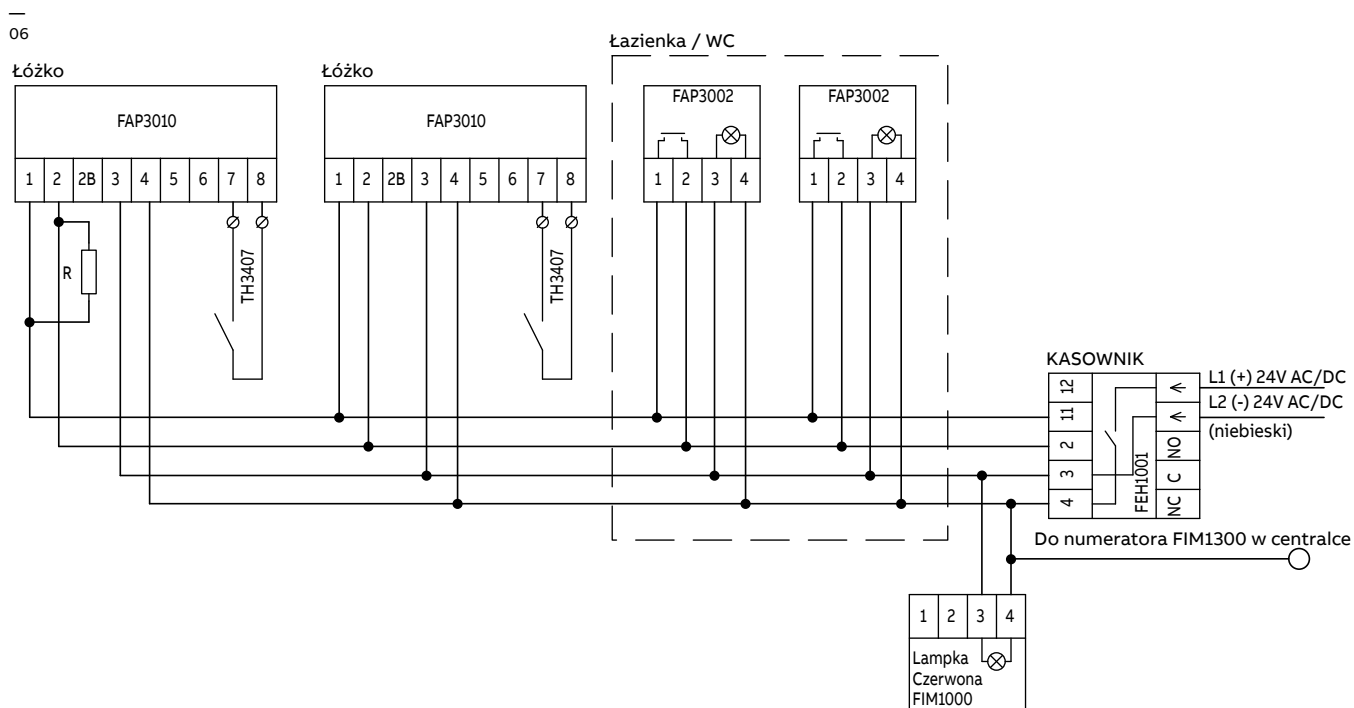 —
06
Łóżko
FAP3010
1 2 2B 3 4 5 6 7 8
R
TH3407
Łóżko
FAP3010
1 2 2B 3 4 5 6 7 8
TH3407
Łazienka / WC
FAP3002
1 2 3 4
FAP3002
1 2 3 4
KASOWNIK
12
11
2
3
4
FEH1001
NO
C
NC
L1 (+) 24V AC/DC
L2 (-) 24V AC/DC
(niebieski)
Do numeratora FIM1300 w centralce
1 2 3 4
Lampka
Czerwona
FIM1000